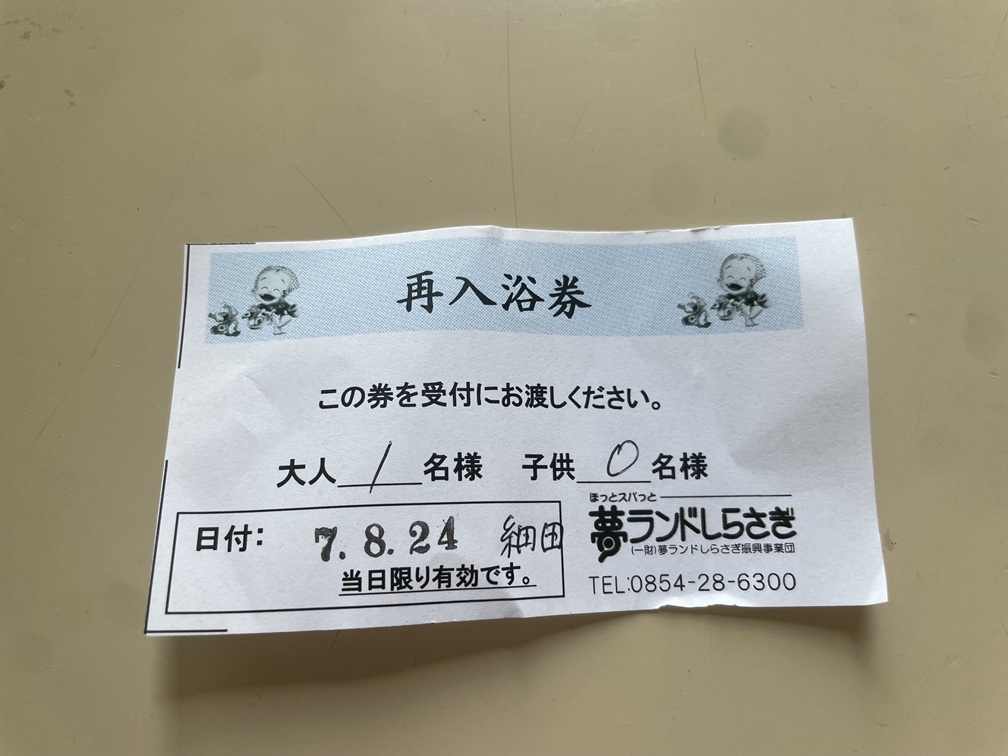 再入浴券
この券を受付にお渡しください。
大人 1 名様 子供 0 名様
日付: 7.8.24 細田
当日限り有効です。
ほっとスパっと
夢ランドしらさぎ
(一財)夢ランドしらさぎ振興事業団
TEL:0854-28-6300